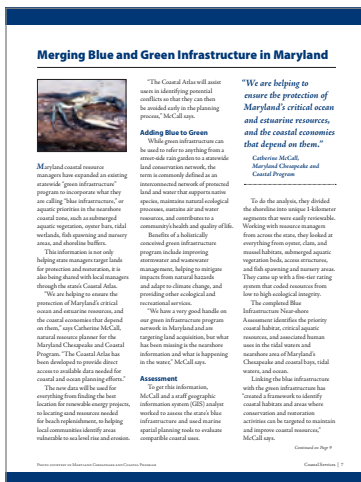 Merging Blue and Green Infrastructure in Maryland
Maryland coastal resource
managers have expanded an existing
statewide "green infrastructure"
program to incorporate what they
are calling "blue infrastructure," or
aquatic priorities in the nearshore
coastal zone, such as submerged
aquatic vegetation, oyster bars, tidal
wetlands, fish spawning and nursery
areas, and shoreline buffers.
This information is not only
helping state managers target lands
for protection and restoration, it is
also being shared with local managers
through the state's Coastal Atlas.
"We are helping to ensure the
protection of Maryland's critical
ocean and estuarine resources, and
the coastal economies that depend
on them," says Catherine McCall,
natural resource planner for the
Maryland Chesapeake and Coastal
Program. "The Coastal Atlas has
been developed to provide direct
access to available data needed for
coastal and ocean planning efforts."
The new data will be used for
everything from finding the best
location for renewable energy projects,
to locating sand resources needed
for beach replenishment, to helping
local communities identify areas
vulnerable to sea level rise and erosion.
"The Coastal Atlas will assist
users in identifying potential
conflicts so that they can then
be avoided early in the planning
process," McCall says.
Adding Blue to Green
While green infrastructure can
be used to refer to anything from a
street-side rain garden to a statewide
land conservation network, the
term is commonly defined as an
interconnected network of protected
land and water that supports native
species, maintains natural ecological
processes, sustains air and water
resources, and contributes to a
community's health and quality of life.
Benefits of a holistically
conceived green infrastructure
program include improving
stormwater and wastewater
management, helping to mitigate
impacts from natural hazards
and adapt to climate change, and
providing other ecological and
recreational services.
"We have a very good handle on
our green infrastructure program
network in Maryland and are
targeting land acquisition, but what
has been missing is the nearshore
information and what is happening
in the water," McCall says.
Assessment
To get this information,
McCall and a staff geographic
information system (GIS) analyst
worked to assess the state's blue
infrastructure and used marine
spatial planning tools to evaluate
compatible coastal uses.
"We are helping to
ensure the protection of
Maryland's critical ocean
and estuarine resources,
and the coastal economies
that depend on them."
Catherine McCall,
Maryland Chesapeake and
Coastal Program
To do the analysis, they divided
the shoreline into unique 1-kilometer
segments that were easily reviewable.
Working with resource managers
from across the state, they looked at
everything from oyster, clam, and
mussel habitats, submerged aquatic
vegetation beds, access structures,
and fish spawning and nursery areas.
They came up with a five-tier rating
system that coded resources from
low to high ecological integrity.
The completed Blue
Infrastructure Near-shore
Assessment identifies the priority
coastal habitat, critical aquatic
resources, and associated human
uses in the tidal waters and
nearshore area of Maryland's
Chesapeake and coastal bays, tidal
waters, and ocean.
Linking the blue infrastructure
with the green infrastructure has
"created a framework to identify
coastal habitats and areas where
conservation and restoration
activities can be targeted to maintain
and improve coastal resources,"
McCall says.
Continued on Page 9
Photo courtesy of Maryland Chesapeake and Coastal Program
Coastal Services | 7